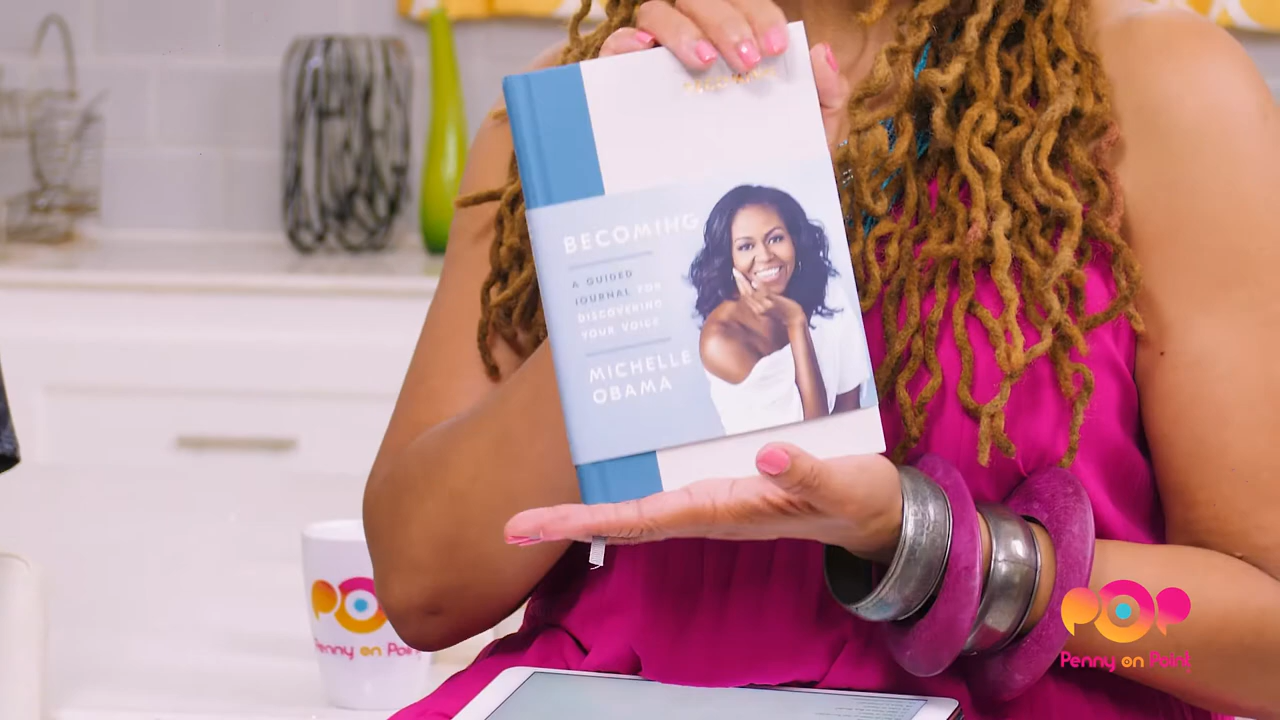 BECOMING
A GUIDED
JOURNAL FOR
DISCOVERING
YOUR VOICE
MICHELLE
OBAMA
POP
Penny on Point
POP
Penny on Point